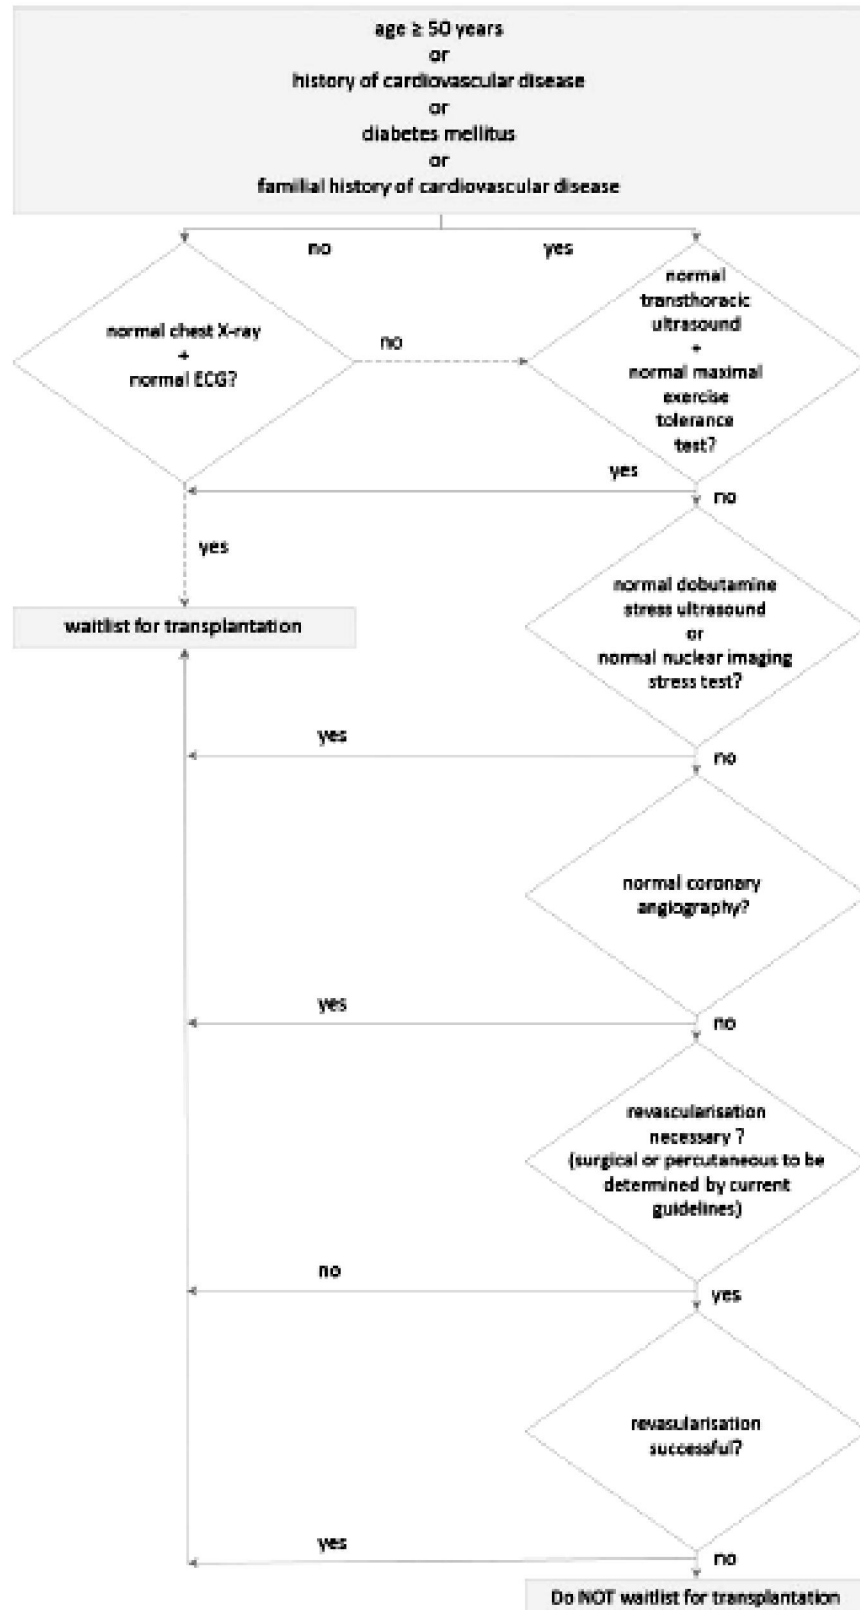 age ≥ 50 years
or
history of cardiovascular disease
or
diabetes mellitus
or
familial history of cardiovascular disease
no
yes
normal chest X-ray
+
normal ECG?
no
normal
transthoracic
ultrasound
+
normal maximal
exercise
tolerance
test?
yes
no
yes
waitlist for transplantation
normal dobutamine
stress ultrasound
or
normal nuclear imaging
stress test?
yes
no
normal coronary
angiography?
yes
no
revascularisation
necessary ?
(surgical or percutaneous to be
determined by current
guidelines)
no
yes
revasularisation
successful?
yes
no
Do NOT waitlist for transplantation